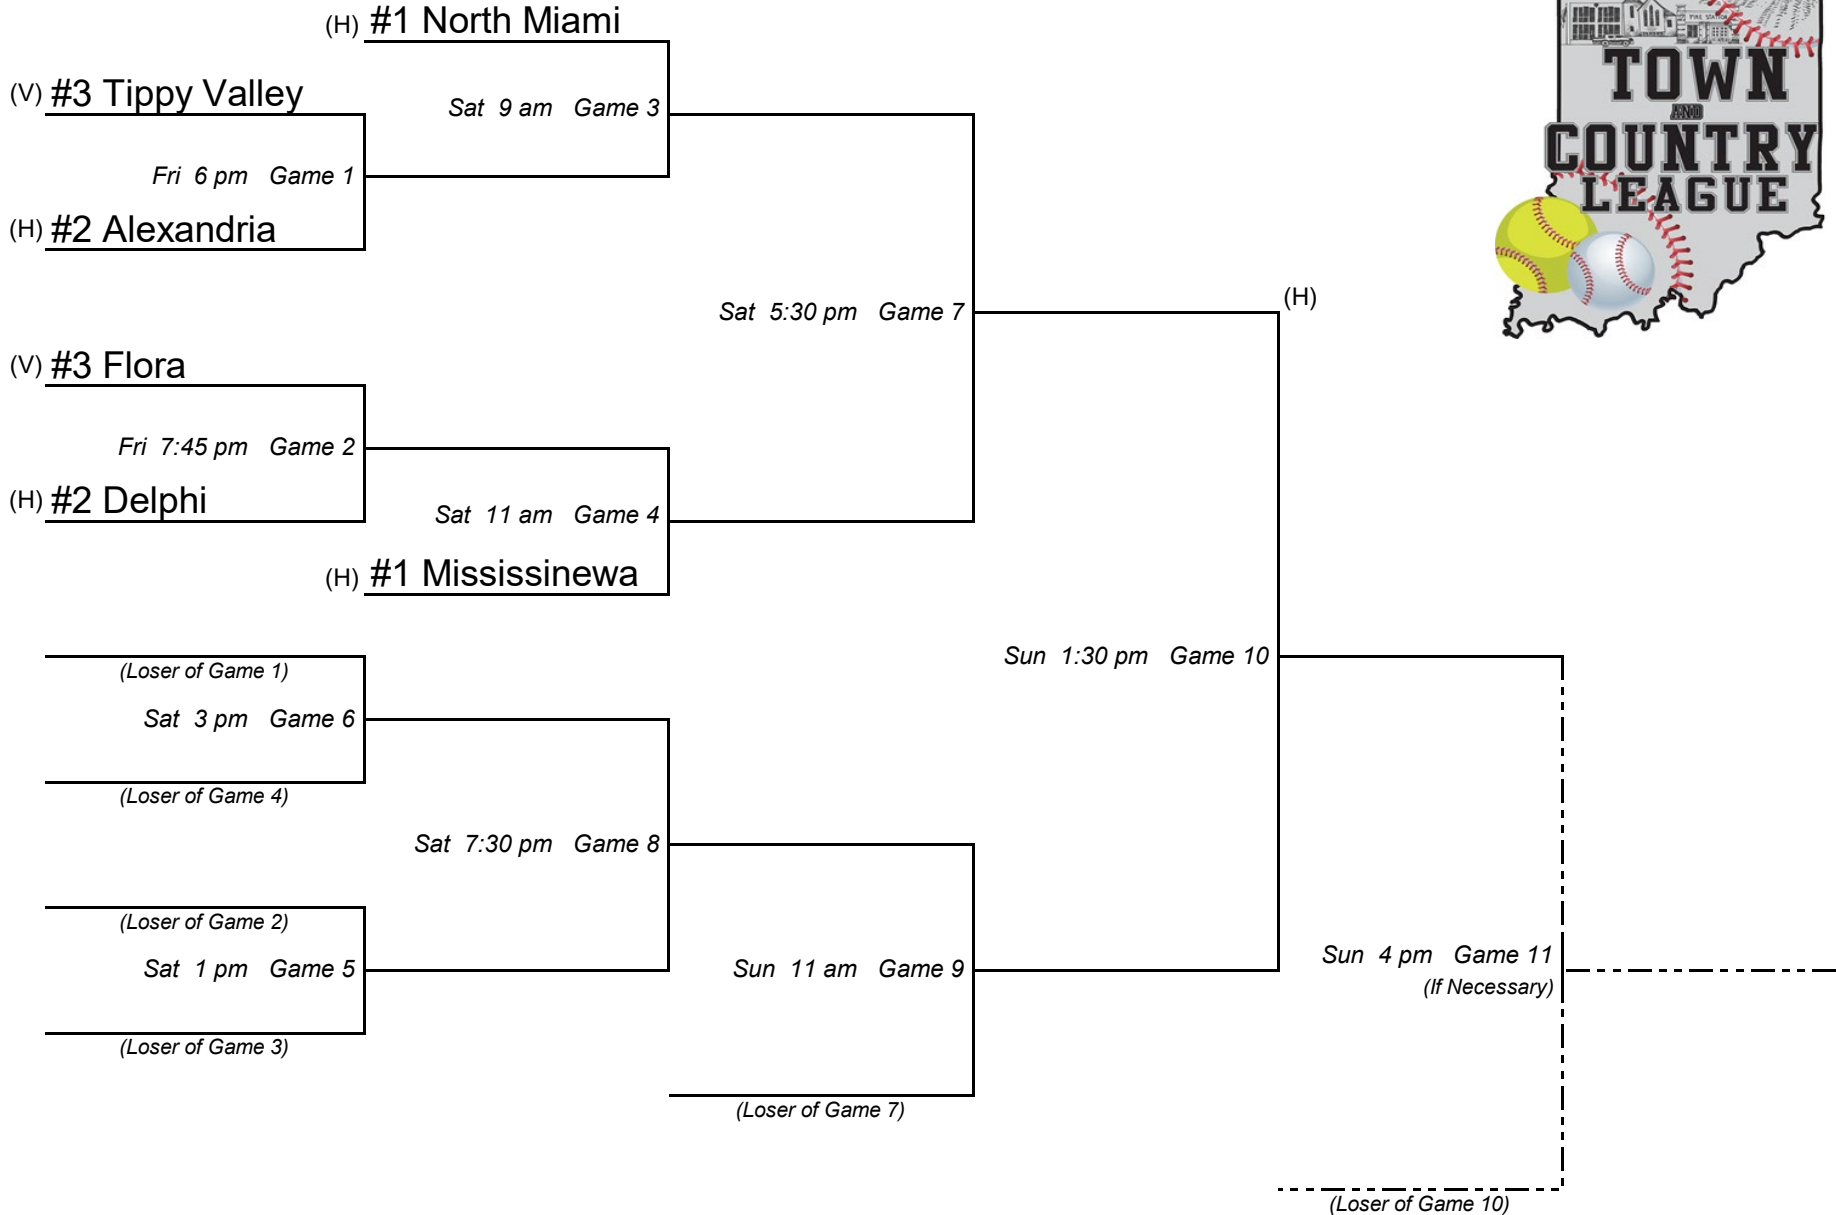 (H) #1 North Miami
(V) #3 Tippy Valley
Sat 9 am Game 3
Fri 6 pm Game 1
(H) #2 Alexandria
Sat 5:30 pm Game 7
(H)
(V) #3 Flora
Fri 7:45 pm Game 2
(H) #2 Delphi
Sat 11 am Game 4
(H) #1 Mississinewa
(Loser of Game 1)
Sat 3 pm Game 6
(Loser of Game 4)
Sun 1:30 pm Game 10
Sat 7:30 pm Game 8
(Loser of Game 2)
Sat 1 pm Game 5
(Loser of Game 3)
Sun 11 am Game 9
(Loser of Game 7)
Sun 4 pm Game 11
(If Necessary)
(Loser of Game 10)
TOWN
AND
COUNTRY
LEAGUE